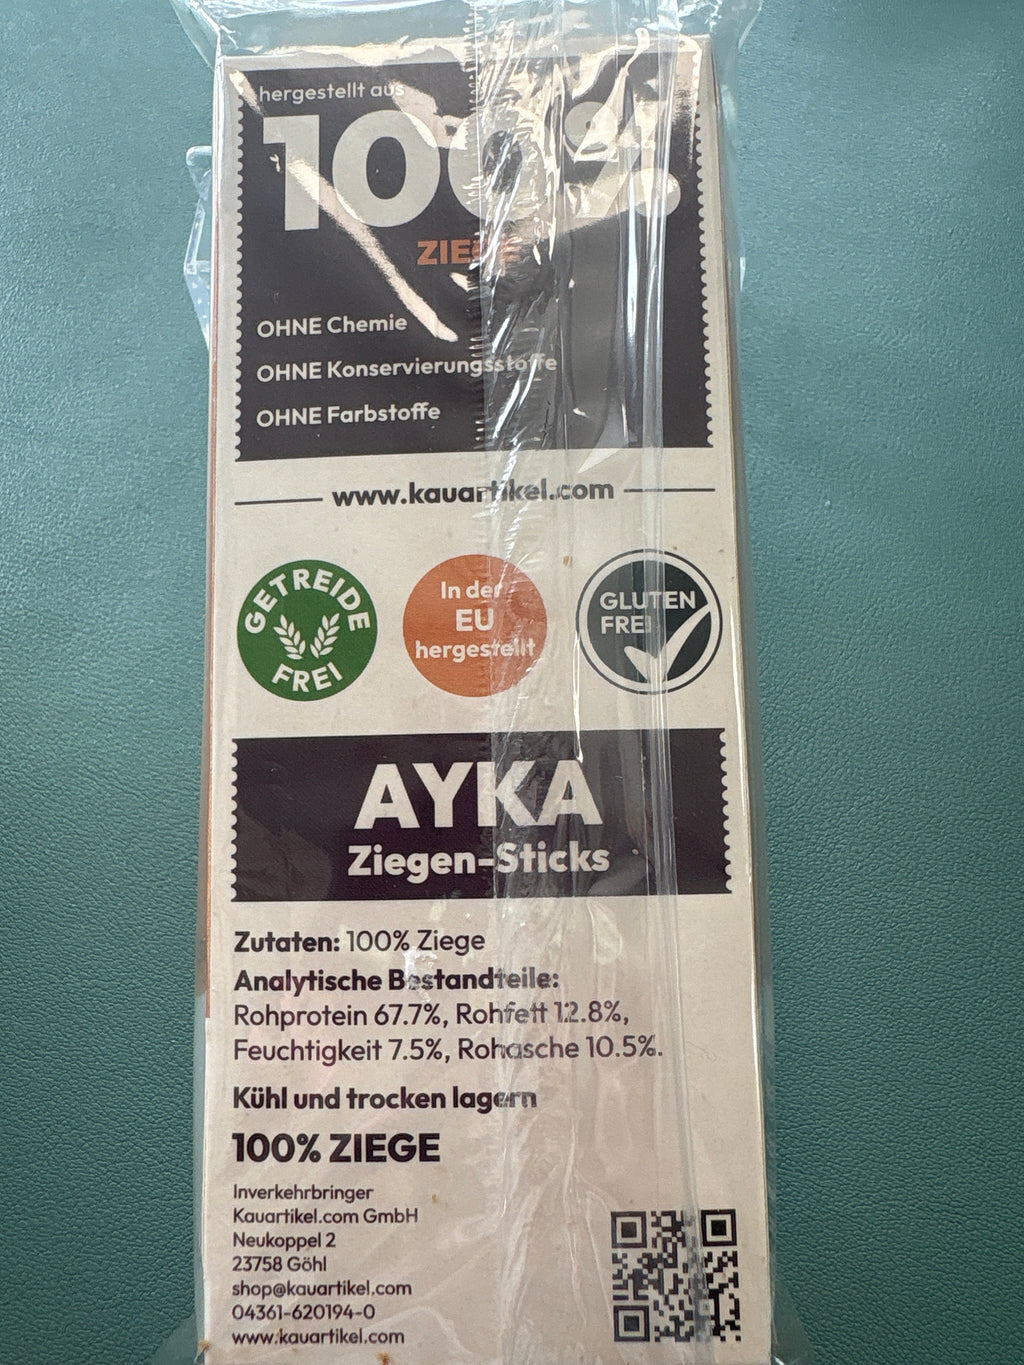 hergestellt aus
100%
ZIEGE
OHNE Chemie
OHNE Konservierungsstoffe
OHNE Farbstoffe
www.kauartikel.com
GETREIDE
FREI
In der
EU
hergestellt
GLUTEN
FREI
AYKA
Ziegen-Sticks
Zutaten: 100% Ziege
Analytische Bestandteile:
Rohprotein 67.7%, Rohfett 12.8%,
Feuchtigkeit 7.5%, Rohasche 10.5%.
Kühl und trocken lagern
100% ZIEGE
Inverkehrbringer
Kauartikel.com GmbH
Neukoppel 2
23758 Göhl
shop@kauartikel.com
04361-620194-0
www.kauartikel.com